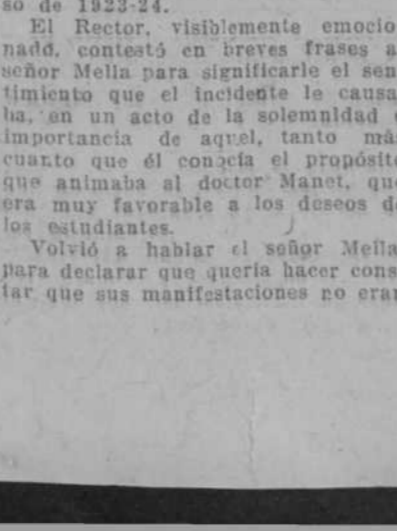 so de 1923-24.
El Rector, visiblemente emocio
nado, contestó en breves frases a
señor Mella para significarle el sen
timiento que el incidente le causa
ba, en un acto de la solemnidad e
importancia de aquel, tanto más
cuanto que él conocía el propósito
que animaba al doctor Manet, que
era muy favorable a los deseos de
los estudiantes.
Volvió a hablar el señor Mella
para declarar que quería hacer cons
tar que sus manifestaciones no eran